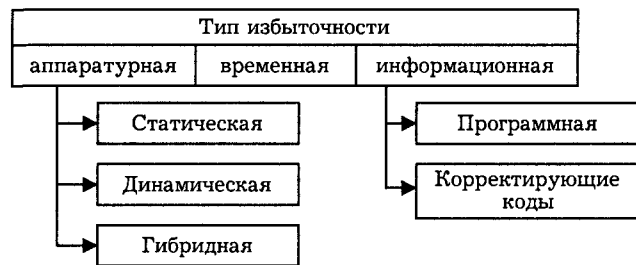 Тип избыточности
аппаратурная временная информационная
Статическая
Динамическая
Гибридная
Программная
Корректирующие
коды